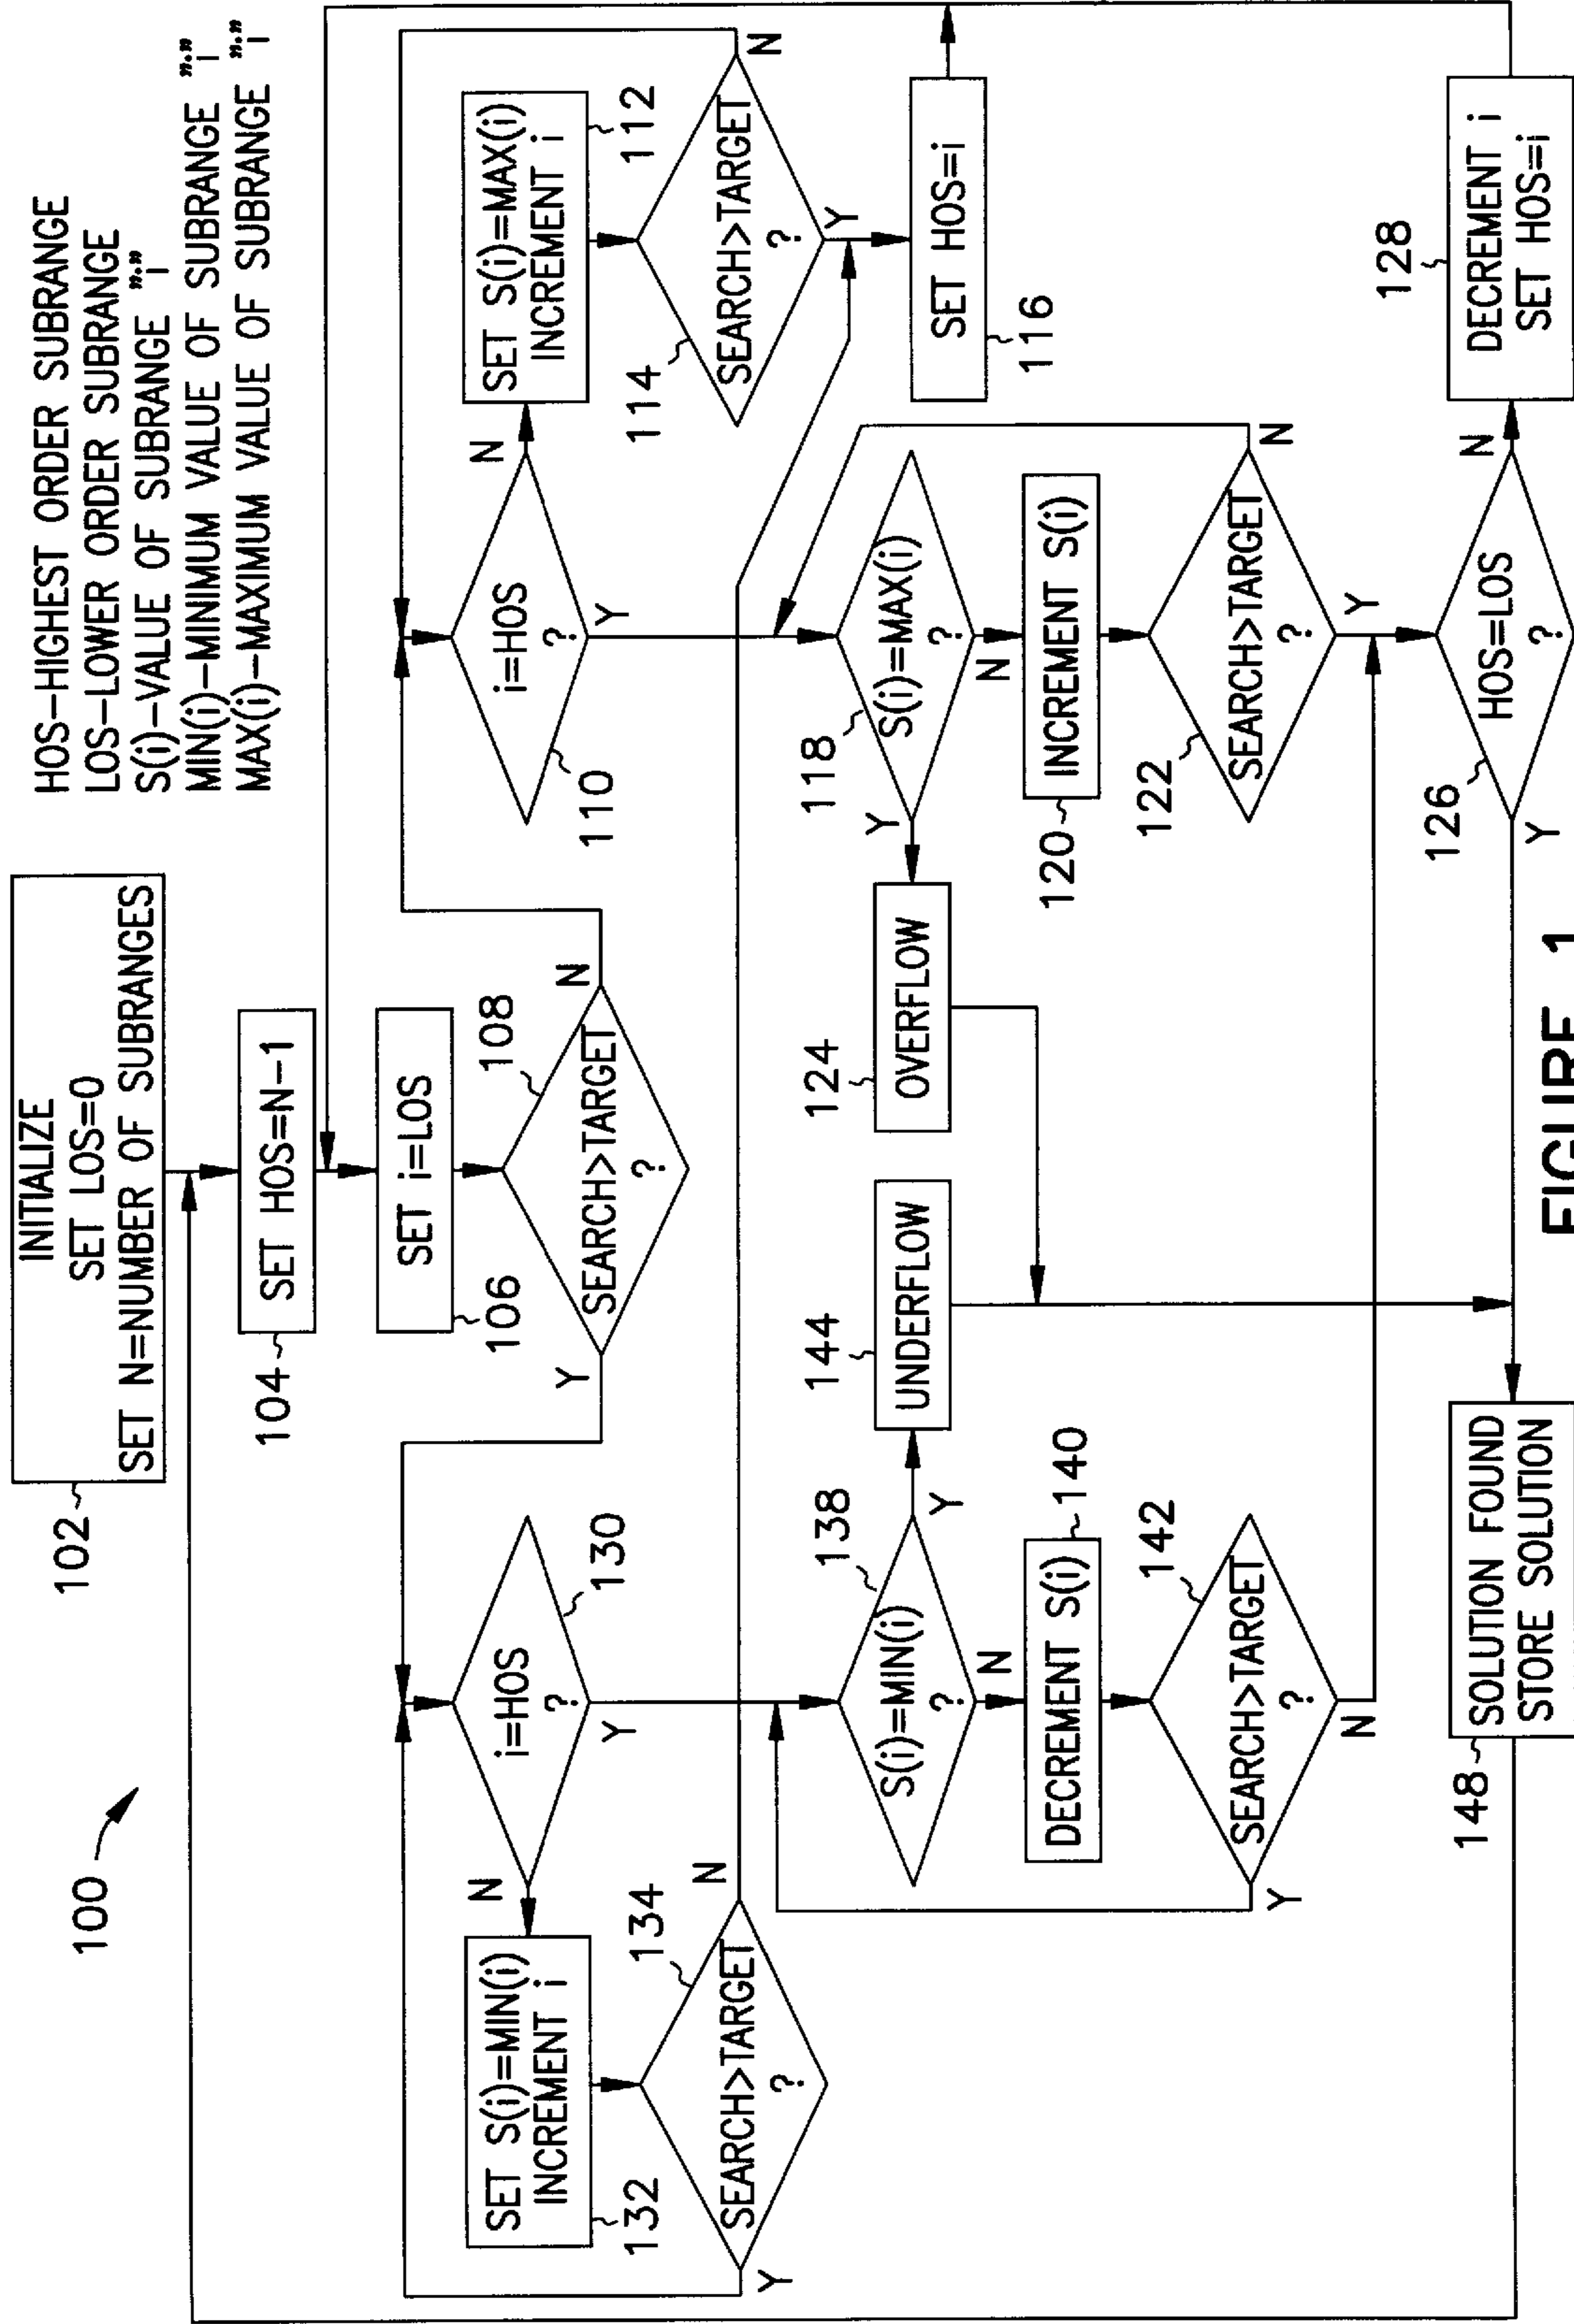 100
HOS-HIGHEST ORDER SUBRANGE
LOS-LOWER ORDER SUBRANGE
S(i)-VALUE OF SUBRANGE "i"
MIN(i)-MINIMUM VALUE OF SUBRANGE "i"
MAX(i)-MAXIMUM VALUE OF SUBRANGE "i"
INITIALIZE
SET LOS=0
SET N=NUMBER OF SUBRANGES
102
SET HOS=N-1
104
SET i=LOS
106
SEARCH>TARGET
?
108
Y
N
i=HOS
?
130
N
Y
SET S(i)=MIN(i)
INCREMENT i
132
SEARCH>TARGET
?
134
Y
N
i=HOS
?
110
N
Y
SET S(i)=MAX(i)
INCREMENT i
112
SEARCH>TARGET
?
114
N
Y
SET HOS=i
116
S(i)=MIN(i)
?
138
Y
N
UNDERFLOW
144
DECREMENT S(i)
140
SEARCH>TARGET
?
142
Y
N
S(i)=MAX(i)
?
118
Y
N
OVERFLOW
124
INCREMENT S(i)
120
SEARCH>TARGET
?
122
N
Y
HOS=LOS
?
126
Y
N
DECREMENT i
SET HOS=i
128
SOLUTION FOUND
STORE SOLUTION
148
FIGURE 1